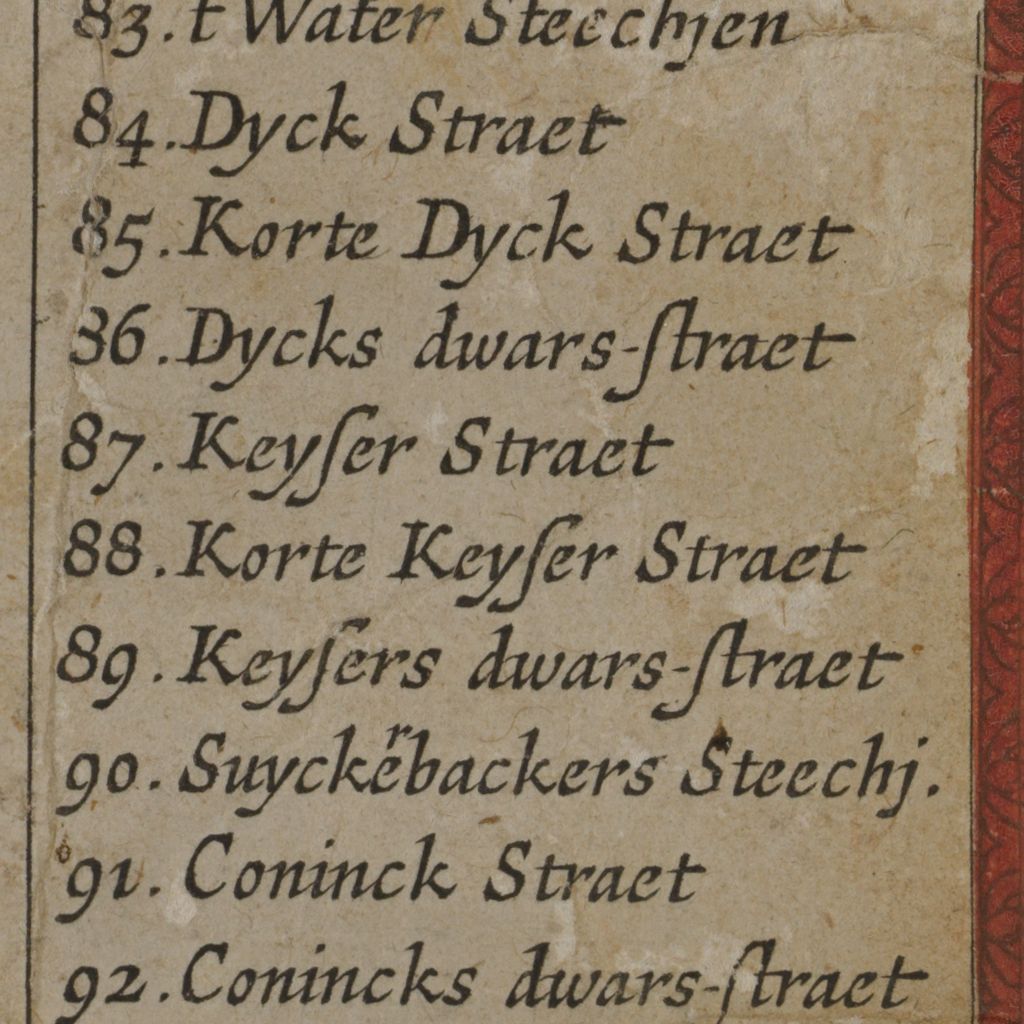 83. t Water Steechjen
84. Dyck Straet
85. Korte Dyck Straet
86. Dycks dwars-ſtraet
87. Keyſer Straet
88. Korte Keyſer Straet
89. Keyſers dwars-ſtraet
90. Suyckeʳbackers Steechj.
91. Coninck Straet
92. Conincks dwars-ſtraet